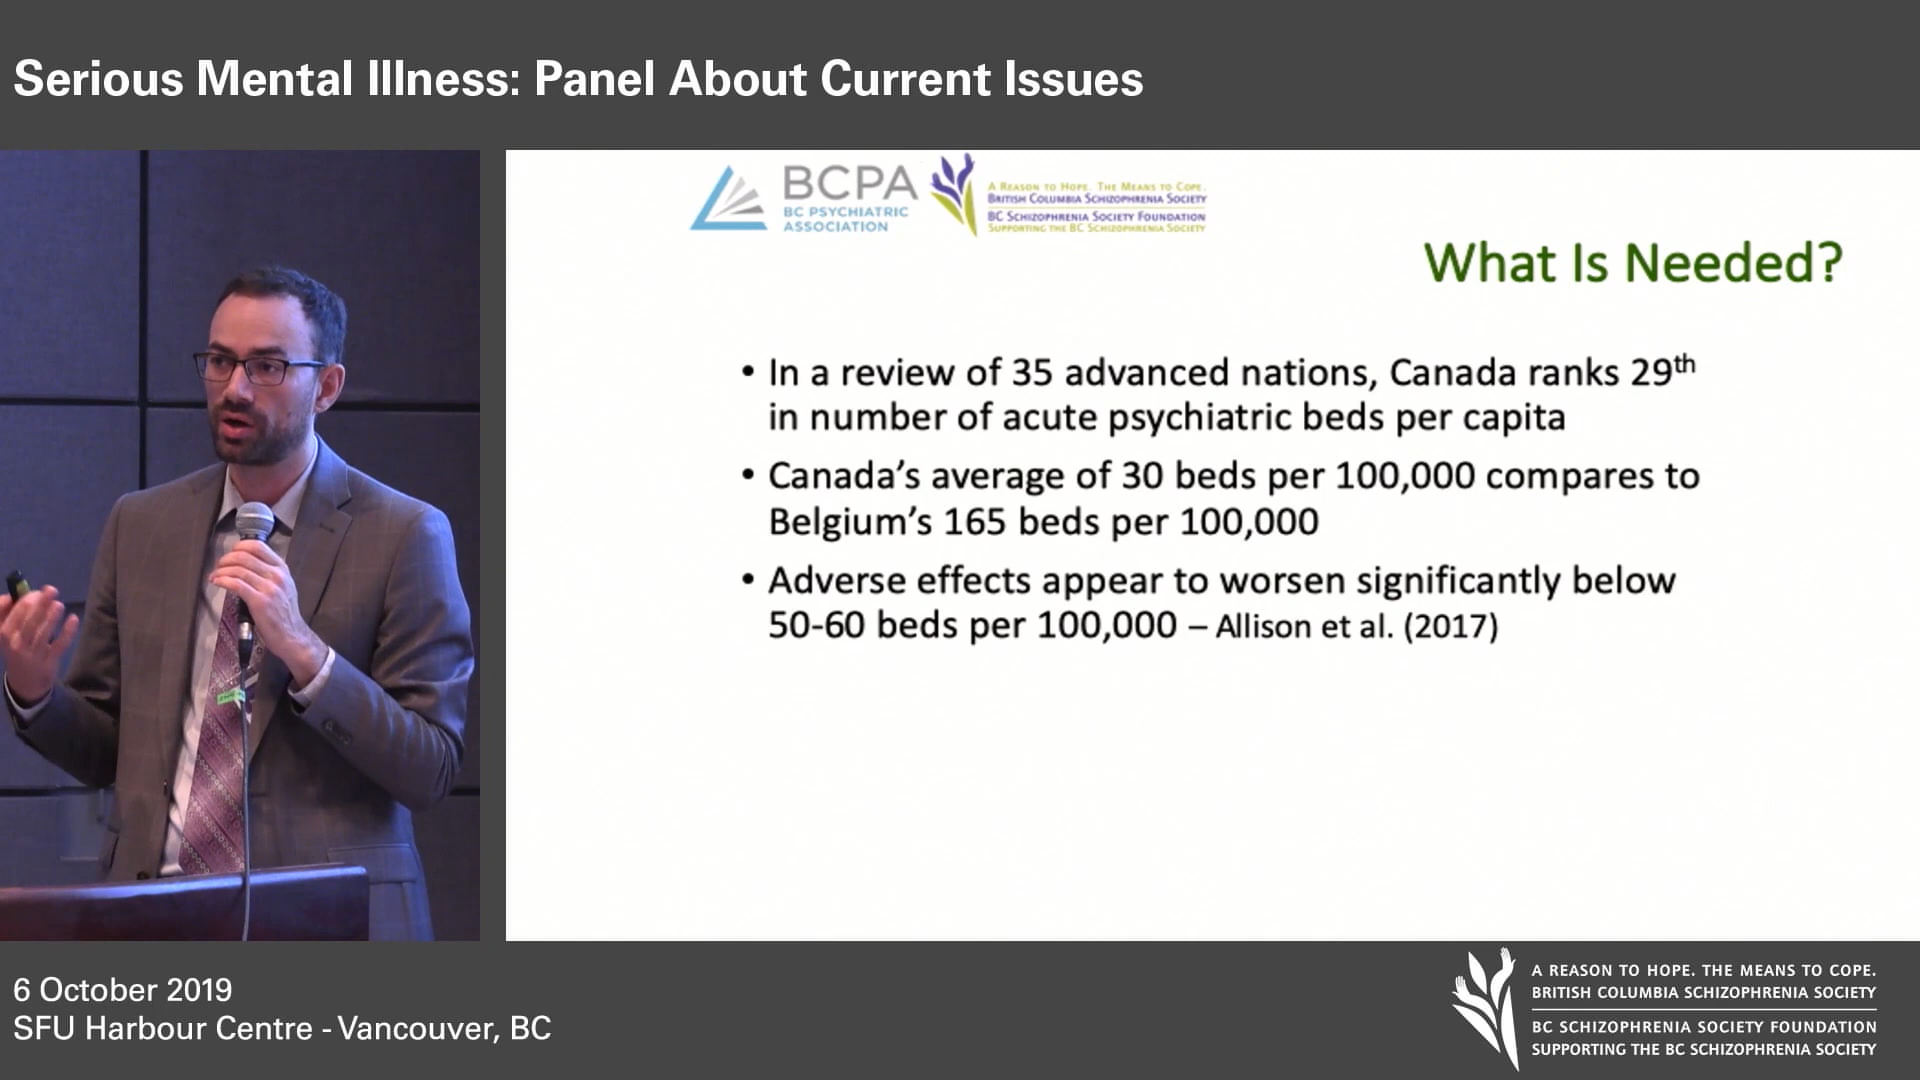 Serious Mental Illness: Panel About Current Issues
BCPA
BC PSYCHIATRIC
ASSOCIATION
A REASON TO HOPE. THE MEANS TO COPE.
BRITISH COLUMBIA SCHIZOPHRENIA SOCIETY
BC SCHIZOPHRENIA SOCIETY FOUNDATION
SUPPORTING THE BC SCHIZOPHRENIA SOCIETY
What Is Needed?
• In a review of 35 advanced nations, Canada ranks 29th
in number of acute psychiatric beds per capita
• Canada’s average of 30 beds per 100,000 compares to
Belgium’s 165 beds per 100,000
• Adverse effects appear to worsen significantly below
50-60 beds per 100,000 – Allison et al. (2017)
6 October 2019
SFU Harbour Centre - Vancouver, BC
A REASON TO HOPE. THE MEANS TO COPE.
BRITISH COLUMBIA SCHIZOPHRENIA SOCIETY
BC SCHIZOPHRENIA SOCIETY FOUNDATION
SUPPORTING THE BC SCHIZOPHRENIA SOCIETY